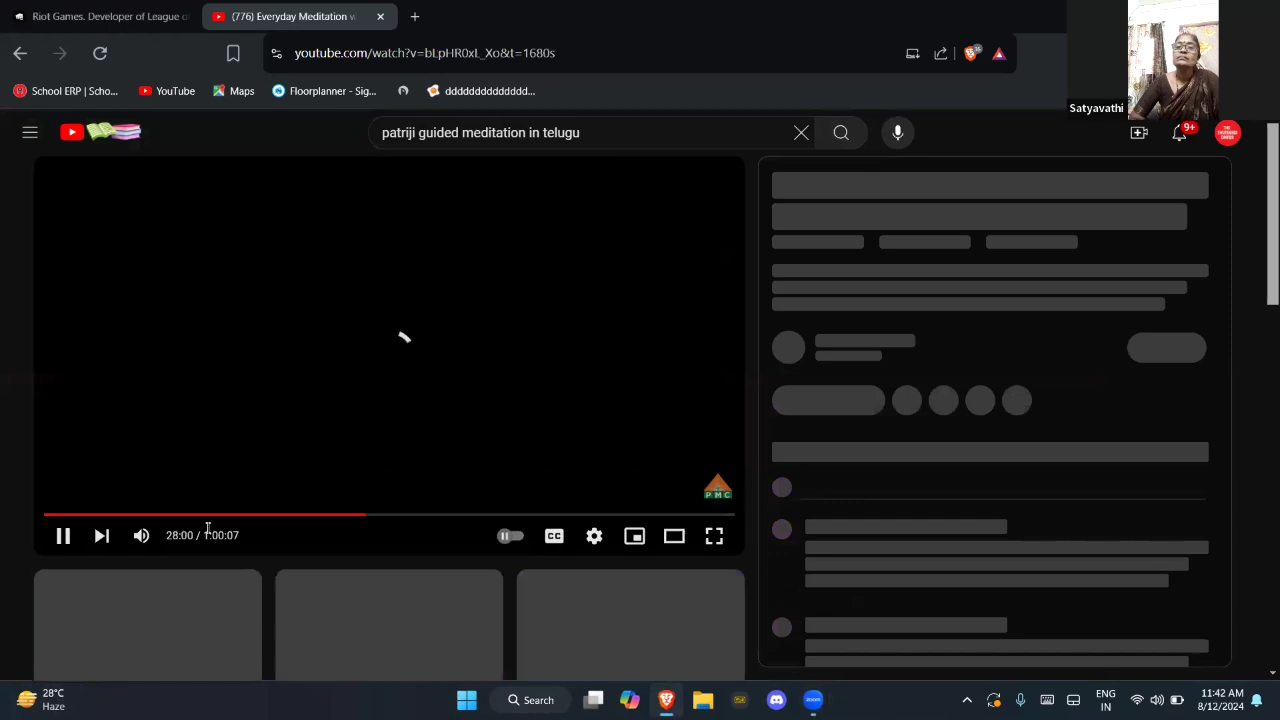 Riot Games. Developer of League o
(776) Everyday Meditation w
youtube.com/watch?v=bLpHR0xL_Xo&t=1680s
36
School ERP | Scho...
YouTube
Maps
Floorplanner - Sig...
dddddddddddddd...
Satyavathi
patriji guided meditation in telugu
9+
PMC
28:00 / 1:00:07
CC
28°C
Haze
Search
ENG
IN
11:42 AM
8/12/2024